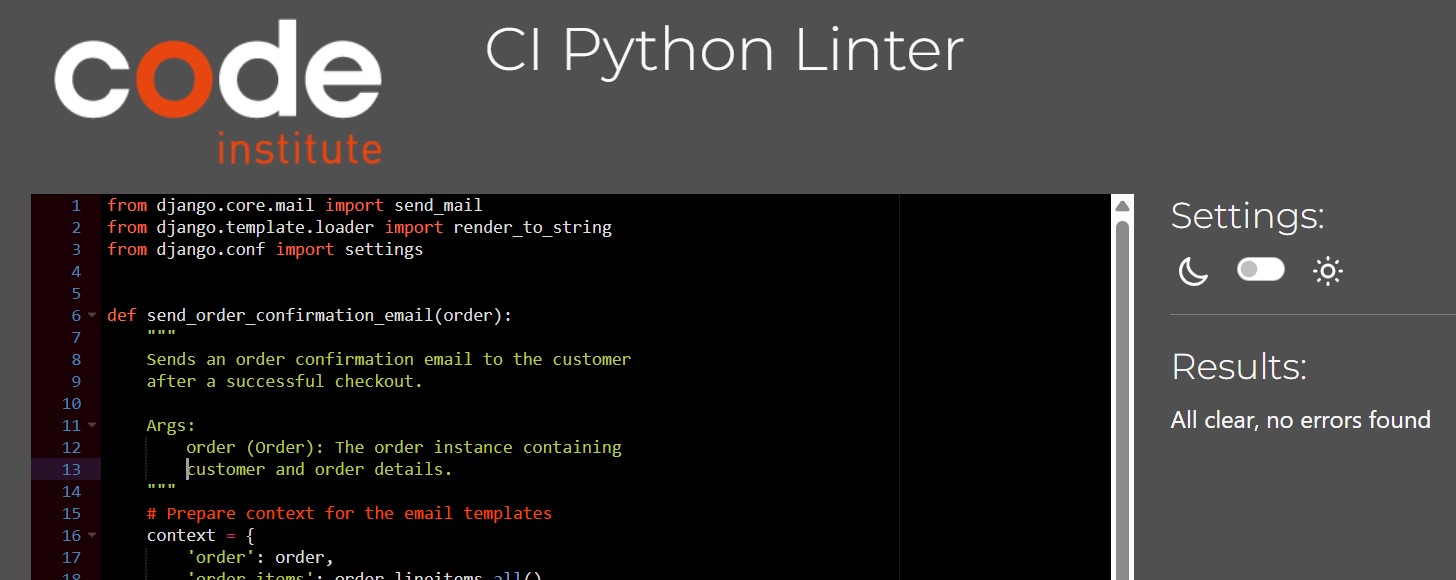 code
institute
CI Python Linter
1 from django.core.mail import send_mail
2 from django.template.loader import render_to_string
3 from django.conf import settings
4
5
6 def send_order_confirmation_email(order):
7 """
8 Sends an order confirmation email to the customer
9 after a successful checkout.
10
11 Args:
12 order (Order): The order instance containing
13 customer and order details.
14 """
15 # Prepare context for the email templates
16 context = {
17 'order': order,
18 'order_items': order.lineitems.all()
Settings:
Results:
All clear, no errors found